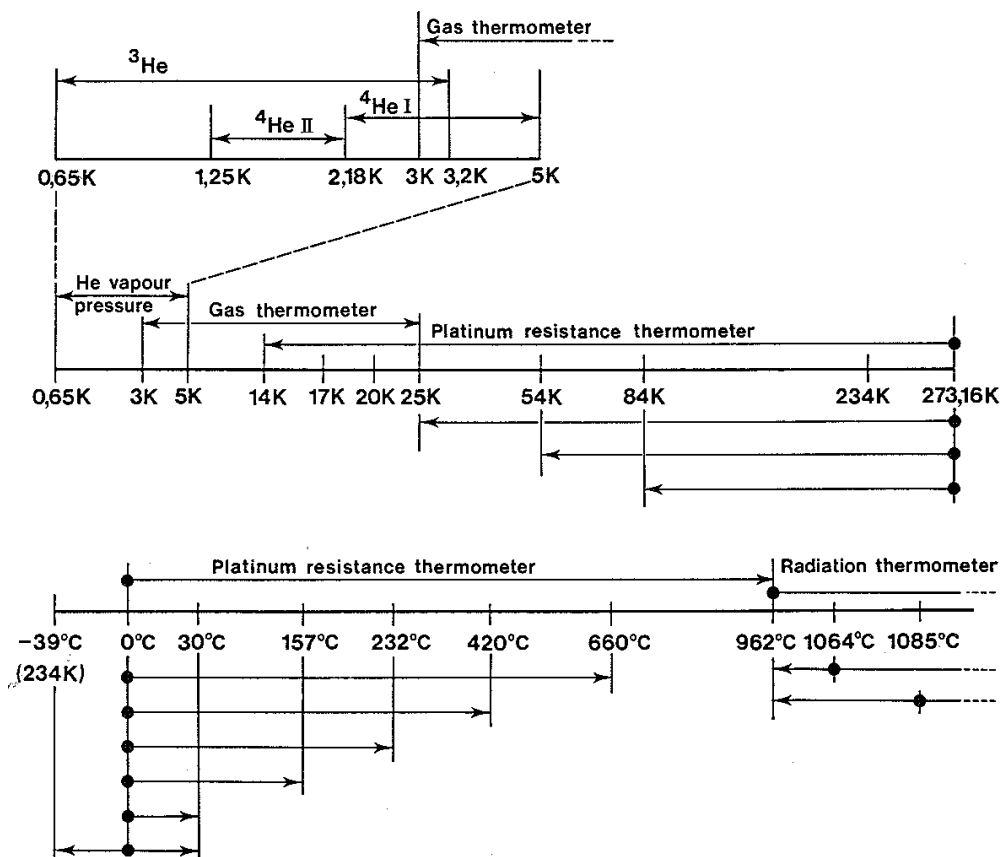 Gas thermometer
³He
⁴He I
⁴He II
0,65K 1,25K 2,18K 3K 3,2K 5K
He vapour
pressure
Gas thermometer
Platinum resistance thermometer
0,65K 3K 5K 14K 17K 20K 25K 54K 84K 234K 273,16K
Platinum resistance thermometer Radiation thermometer
−39°C 0°C 30°C 157°C 232°C 420°C 660°C 962°C 1064°C 1085°C
(234K)